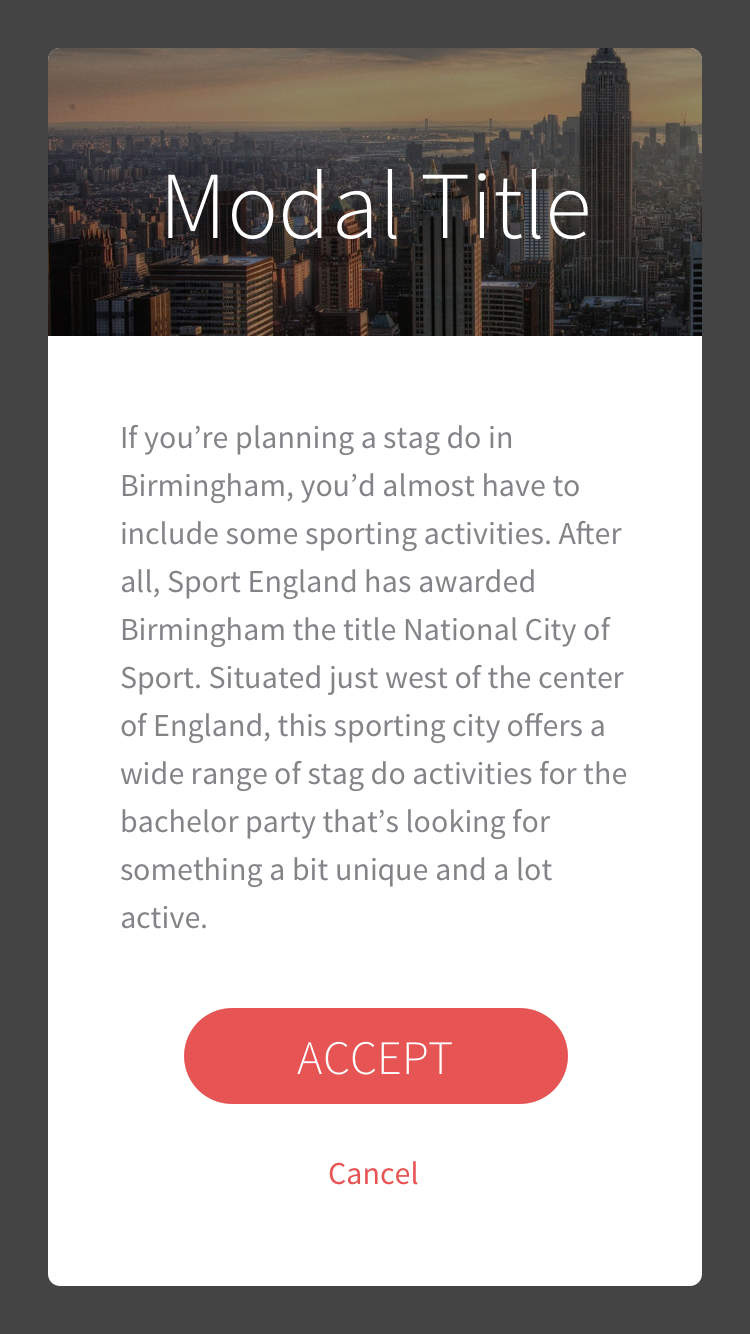 Modal Title
If you’re planning a stag do in
Birmingham, you’d almost have to
include some sporting activities. After
all, Sport England has awarded
Birmingham the title National City of
Sport. Situated just west of the center
of England, this sporting city offers a
wide range of stag do activities for the
bachelor party that’s looking for
something a bit unique and a lot
active.
ACCEPT
Cancel